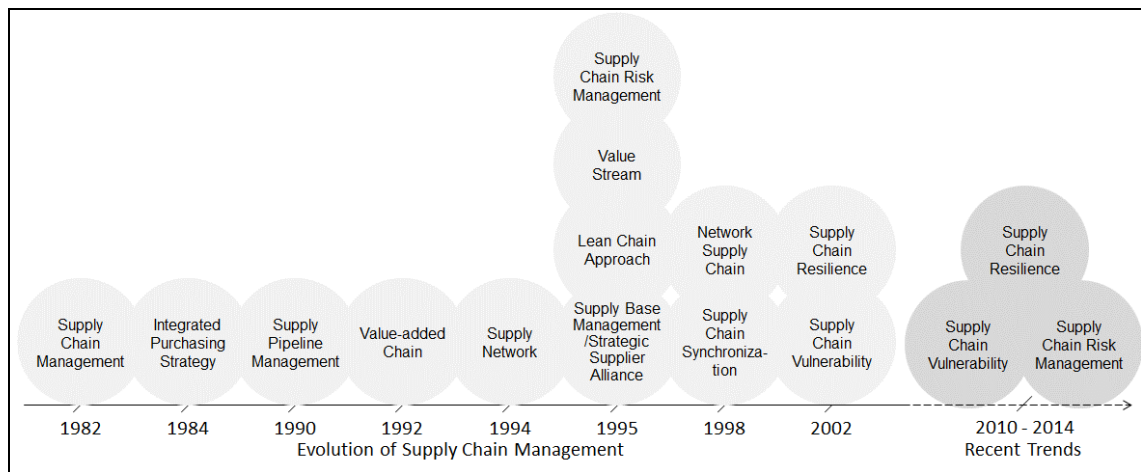 Supply
Chain Risk
Management
Value
Stream
Lean Chain
Approach
Network
Supply
Chain
Supply
Chain
Resilience
Supply
Chain
Resilience
Supply
Chain
Management
Integrated
Purchasing
Strategy
Supply
Pipeline
Management
Value-added
Chain
Supply
Network
Supply Base
Management
/Strategic
Supplier
Alliance
Supply
Chain
Synchroniza-
tion
Supply
Chain
Vulnerability
Supply
Chain
Vulnerability
Supply
Chain Risk
Management
1982
1984
1990
1992
1994
1995
1998
2002
2010 - 2014
Evolution of Supply Chain Management
Recent Trends